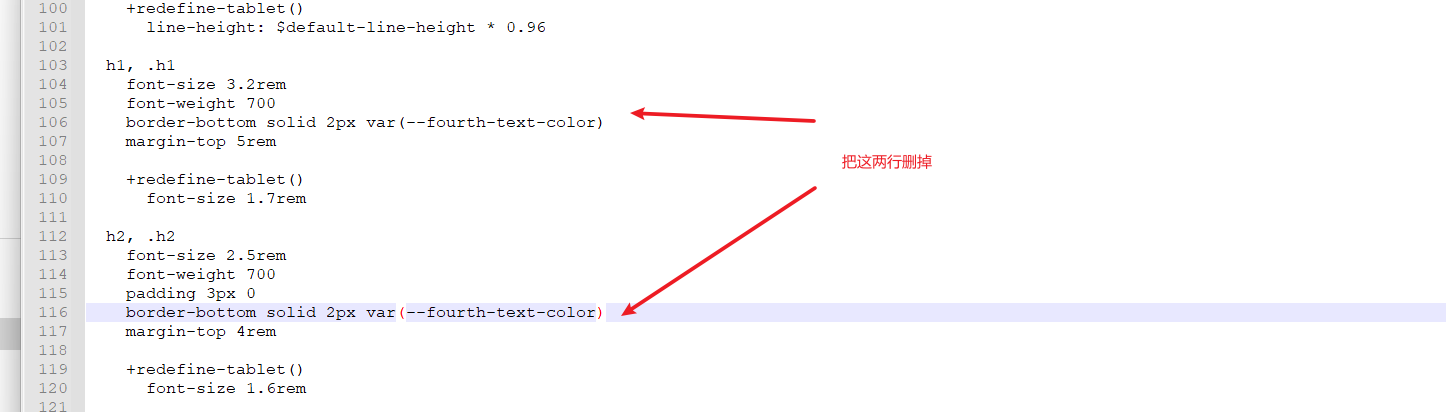 100 +redefine-tablet()
101 line-height: $default-line-height * 0.96
102
103 h1, .h1
104 font-size 3.2rem
105 font-weight 700
106 border-bottom solid 2px var(--fourth-text-color)
107 margin-top 5rem
108
把这两行删掉
109 +redefine-tablet()
110 font-size 1.7rem
111
112 h2, .h2
113 font-size 2.5rem
114 font-weight 700
115 padding 3px 0
116 border-bottom solid 2px var(--fourth-text-color)
117 margin-top 4rem
118
119 +redefine-tablet()
120 font-size 1.6rem
121